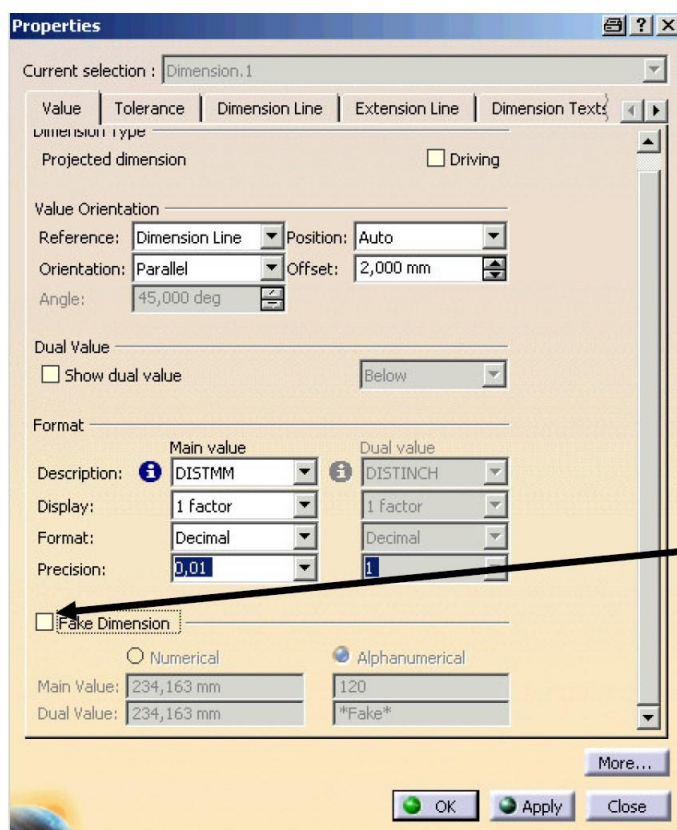 Properties
Current selection : Dimension.1
Value Tolerance Dimension Line Extension Line Dimension Texts
Dimension Type
Projected dimension Driving
Value Orientation
Reference: Dimension Line Position: Auto
Orientation: Parallel Offset: 2,000 mm
Angle: 45,000 deg
Dual Value
Show dual value Below
Format
Main value Dual value
Description: DISTMM DISTINCH
Display: 1 factor 1 factor
Format: Decimal Decimal
Precision: 0,01 1
Fake Dimension
Numerical Alphanumerical
Main Value: 234,163 mm 120
Dual Value: 234,163 mm *Fake*
More...
OK Apply Close